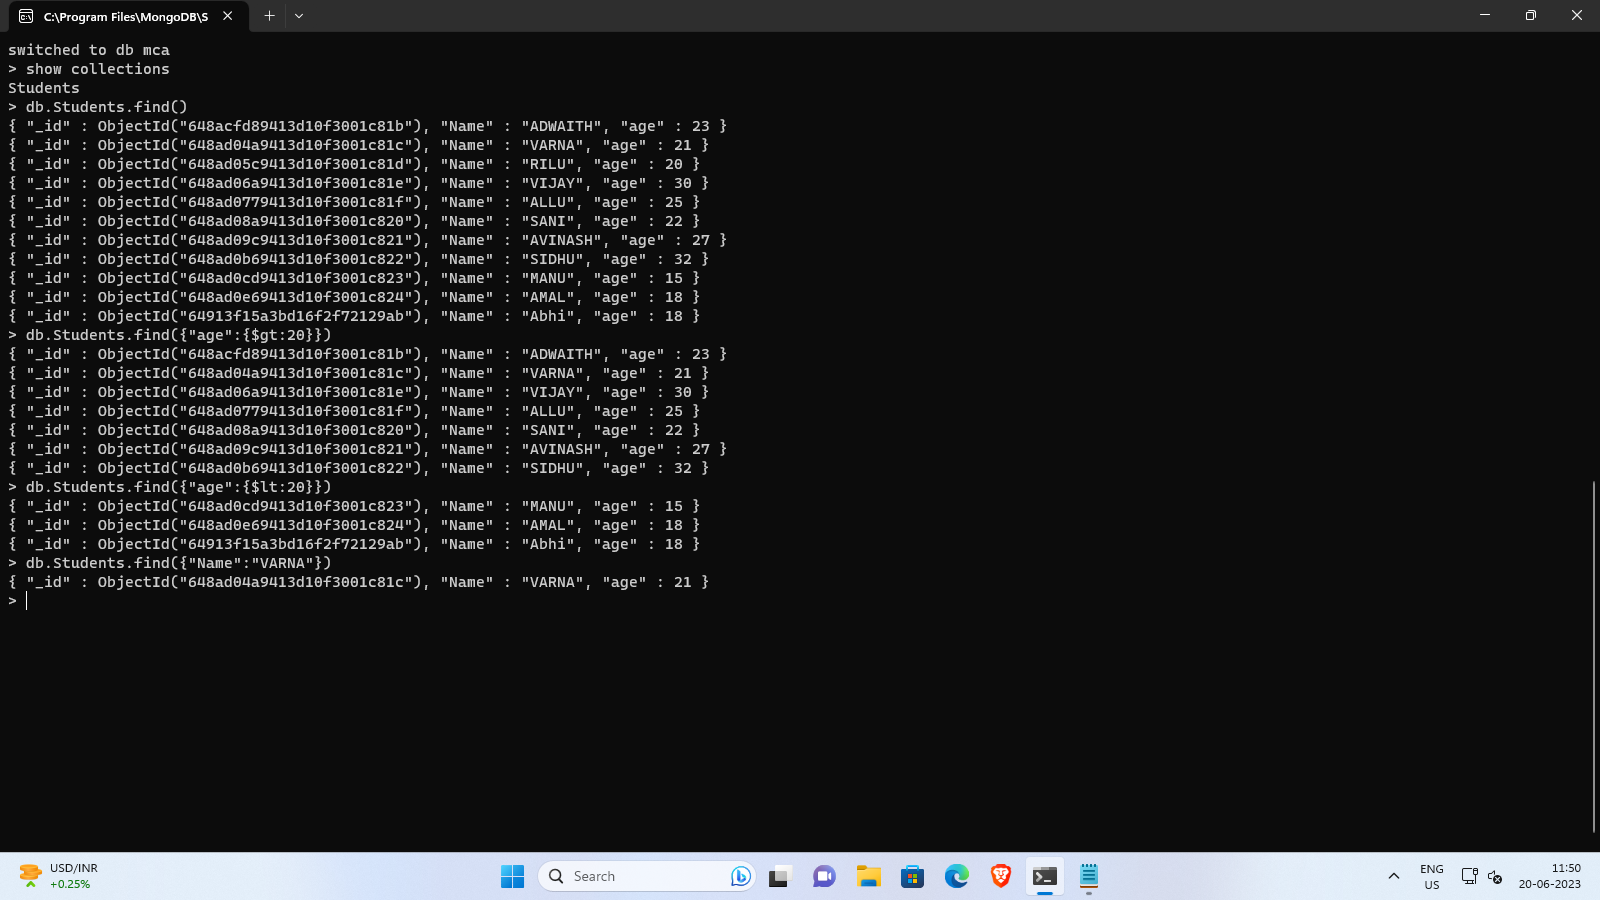 C:\Program Files\MongoDB\S
switched to db mca
> show collections
Students
> db.Students.find()
{ "_id" : ObjectId("648acfd89413d10f3001c81b"), "Name" : "ADWAITH", "age" : 23 }
{ "_id" : ObjectId("648ad04a9413d10f3001c81c"), "Name" : "VARNA", "age" : 21 }
{ "_id" : ObjectId("648ad05c9413d10f3001c81d"), "Name" : "RILU", "age" : 20 }
{ "_id" : ObjectId("648ad06a9413d10f3001c81e"), "Name" : "VIJAY", "age" : 30 }
{ "_id" : ObjectId("648ad0779413d10f3001c81f"), "Name" : "ALLU", "age" : 25 }
{ "_id" : ObjectId("648ad08a9413d10f3001c820"), "Name" : "SANI", "age" : 22 }
{ "_id" : ObjectId("648ad09c9413d10f3001c821"), "Name" : "AVINASH", "age" : 27 }
{ "_id" : ObjectId("648ad0b69413d10f3001c822"), "Name" : "SIDHU", "age" : 32 }
{ "_id" : ObjectId("648ad0cd9413d10f3001c823"), "Name" : "MANU", "age" : 15 }
{ "_id" : ObjectId("648ad0e69413d10f3001c824"), "Name" : "AMAL", "age" : 18 }
{ "_id" : ObjectId("64913f15a3bd16f2f72129ab"), "Name" : "Abhi", "age" : 18 }
> db.Students.find({"age":{$gt:20}})
{ "_id" : ObjectId("648acfd89413d10f3001c81b"), "Name" : "ADWAITH", "age" : 23 }
{ "_id" : ObjectId("648ad04a9413d10f3001c81c"), "Name" : "VARNA", "age" : 21 }
{ "_id" : ObjectId("648ad06a9413d10f3001c81e"), "Name" : "VIJAY", "age" : 30 }
{ "_id" : ObjectId("648ad0779413d10f3001c81f"), "Name" : "ALLU", "age" : 25 }
{ "_id" : ObjectId("648ad08a9413d10f3001c820"), "Name" : "SANI", "age" : 22 }
{ "_id" : ObjectId("648ad09c9413d10f3001c821"), "Name" : "AVINASH", "age" : 27 }
{ "_id" : ObjectId("648ad0b69413d10f3001c822"), "Name" : "SIDHU", "age" : 32 }
> db.Students.find({"age":{$lt:20}})
{ "_id" : ObjectId("648ad0cd9413d10f3001c823"), "Name" : "MANU", "age" : 15 }
{ "_id" : ObjectId("648ad0e69413d10f3001c824"), "Name" : "AMAL", "age" : 18 }
{ "_id" : ObjectId("64913f15a3bd16f2f72129ab"), "Name" : "Abhi", "age" : 18 }
> db.Students.find({"Name":"VARNA"})
{ "_id" : ObjectId("648ad04a9413d10f3001c81c"), "Name" : "VARNA", "age" : 21 }
>
USD/INR
+0.25%
Search
ENG
US
11:50
20-06-2023